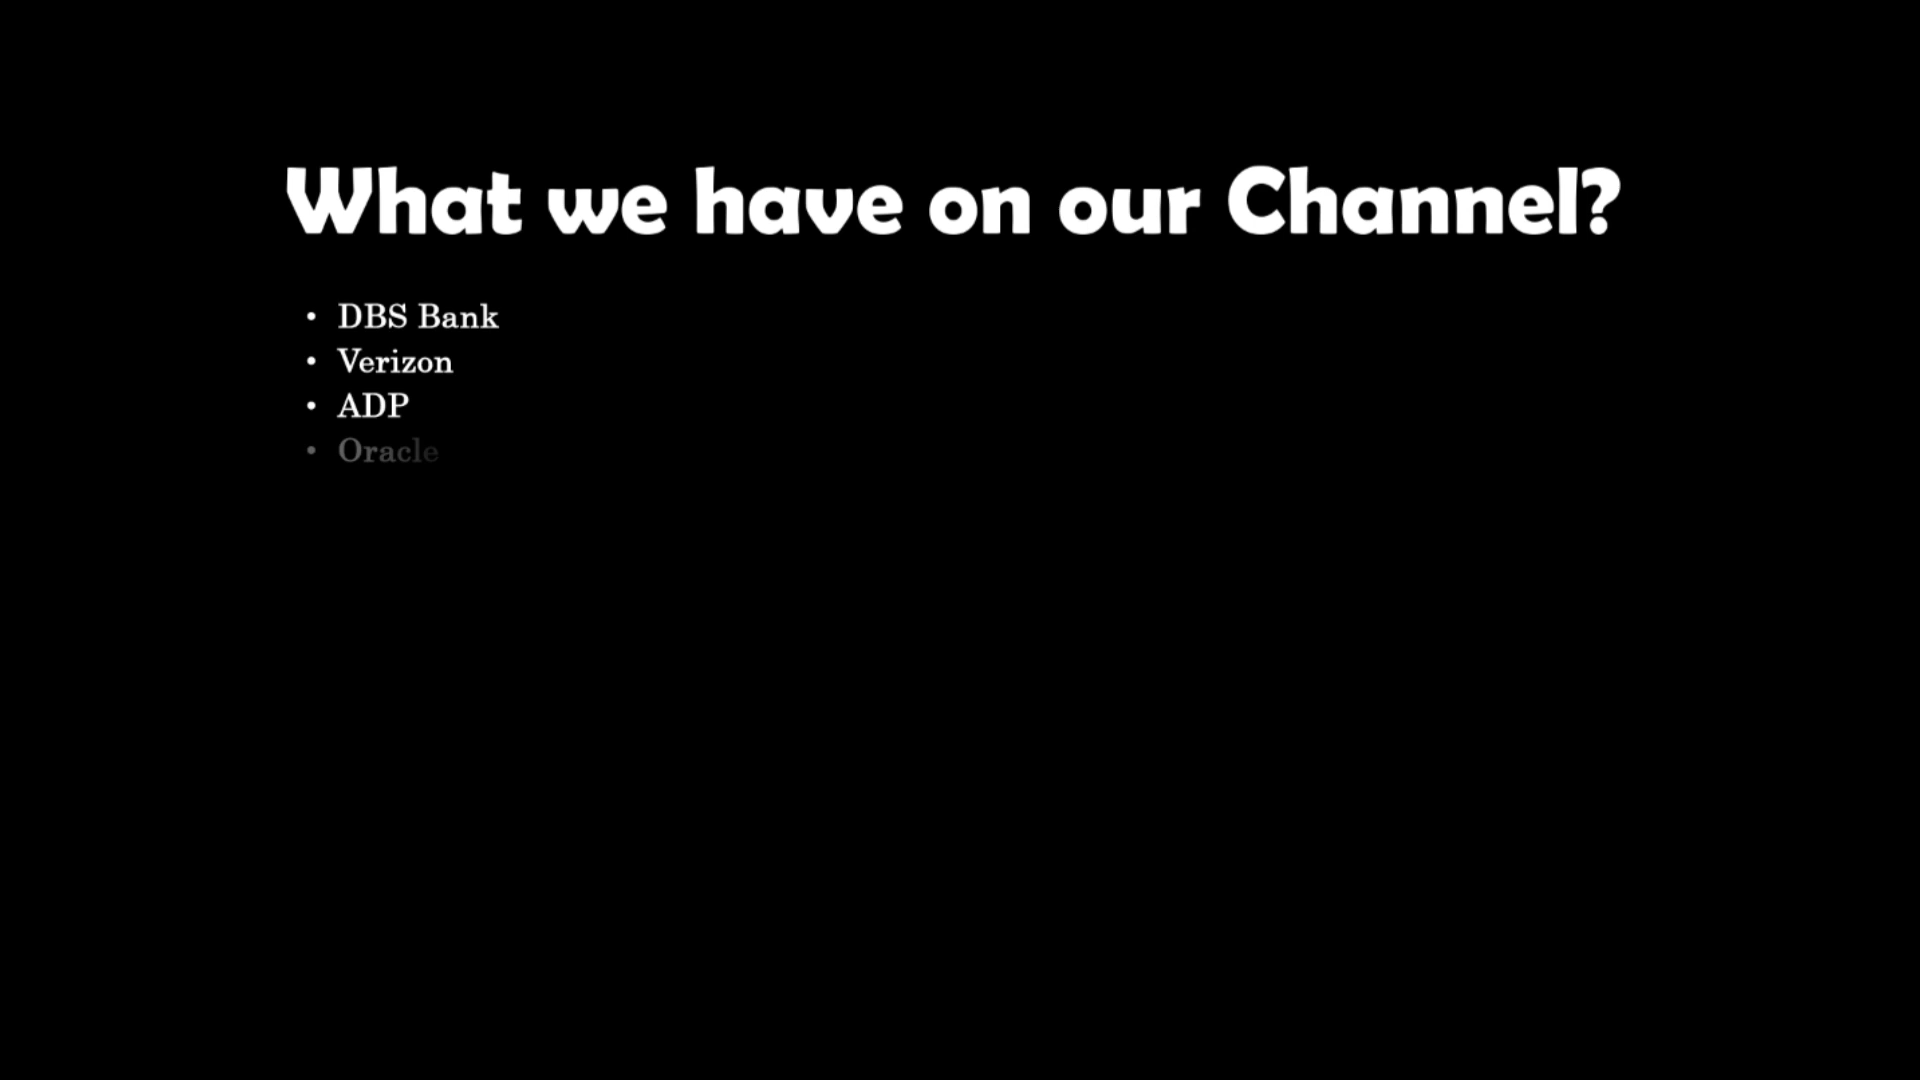 What we have on our Channel?
• DBS Bank
• Verizon
• ADP
• Oracle